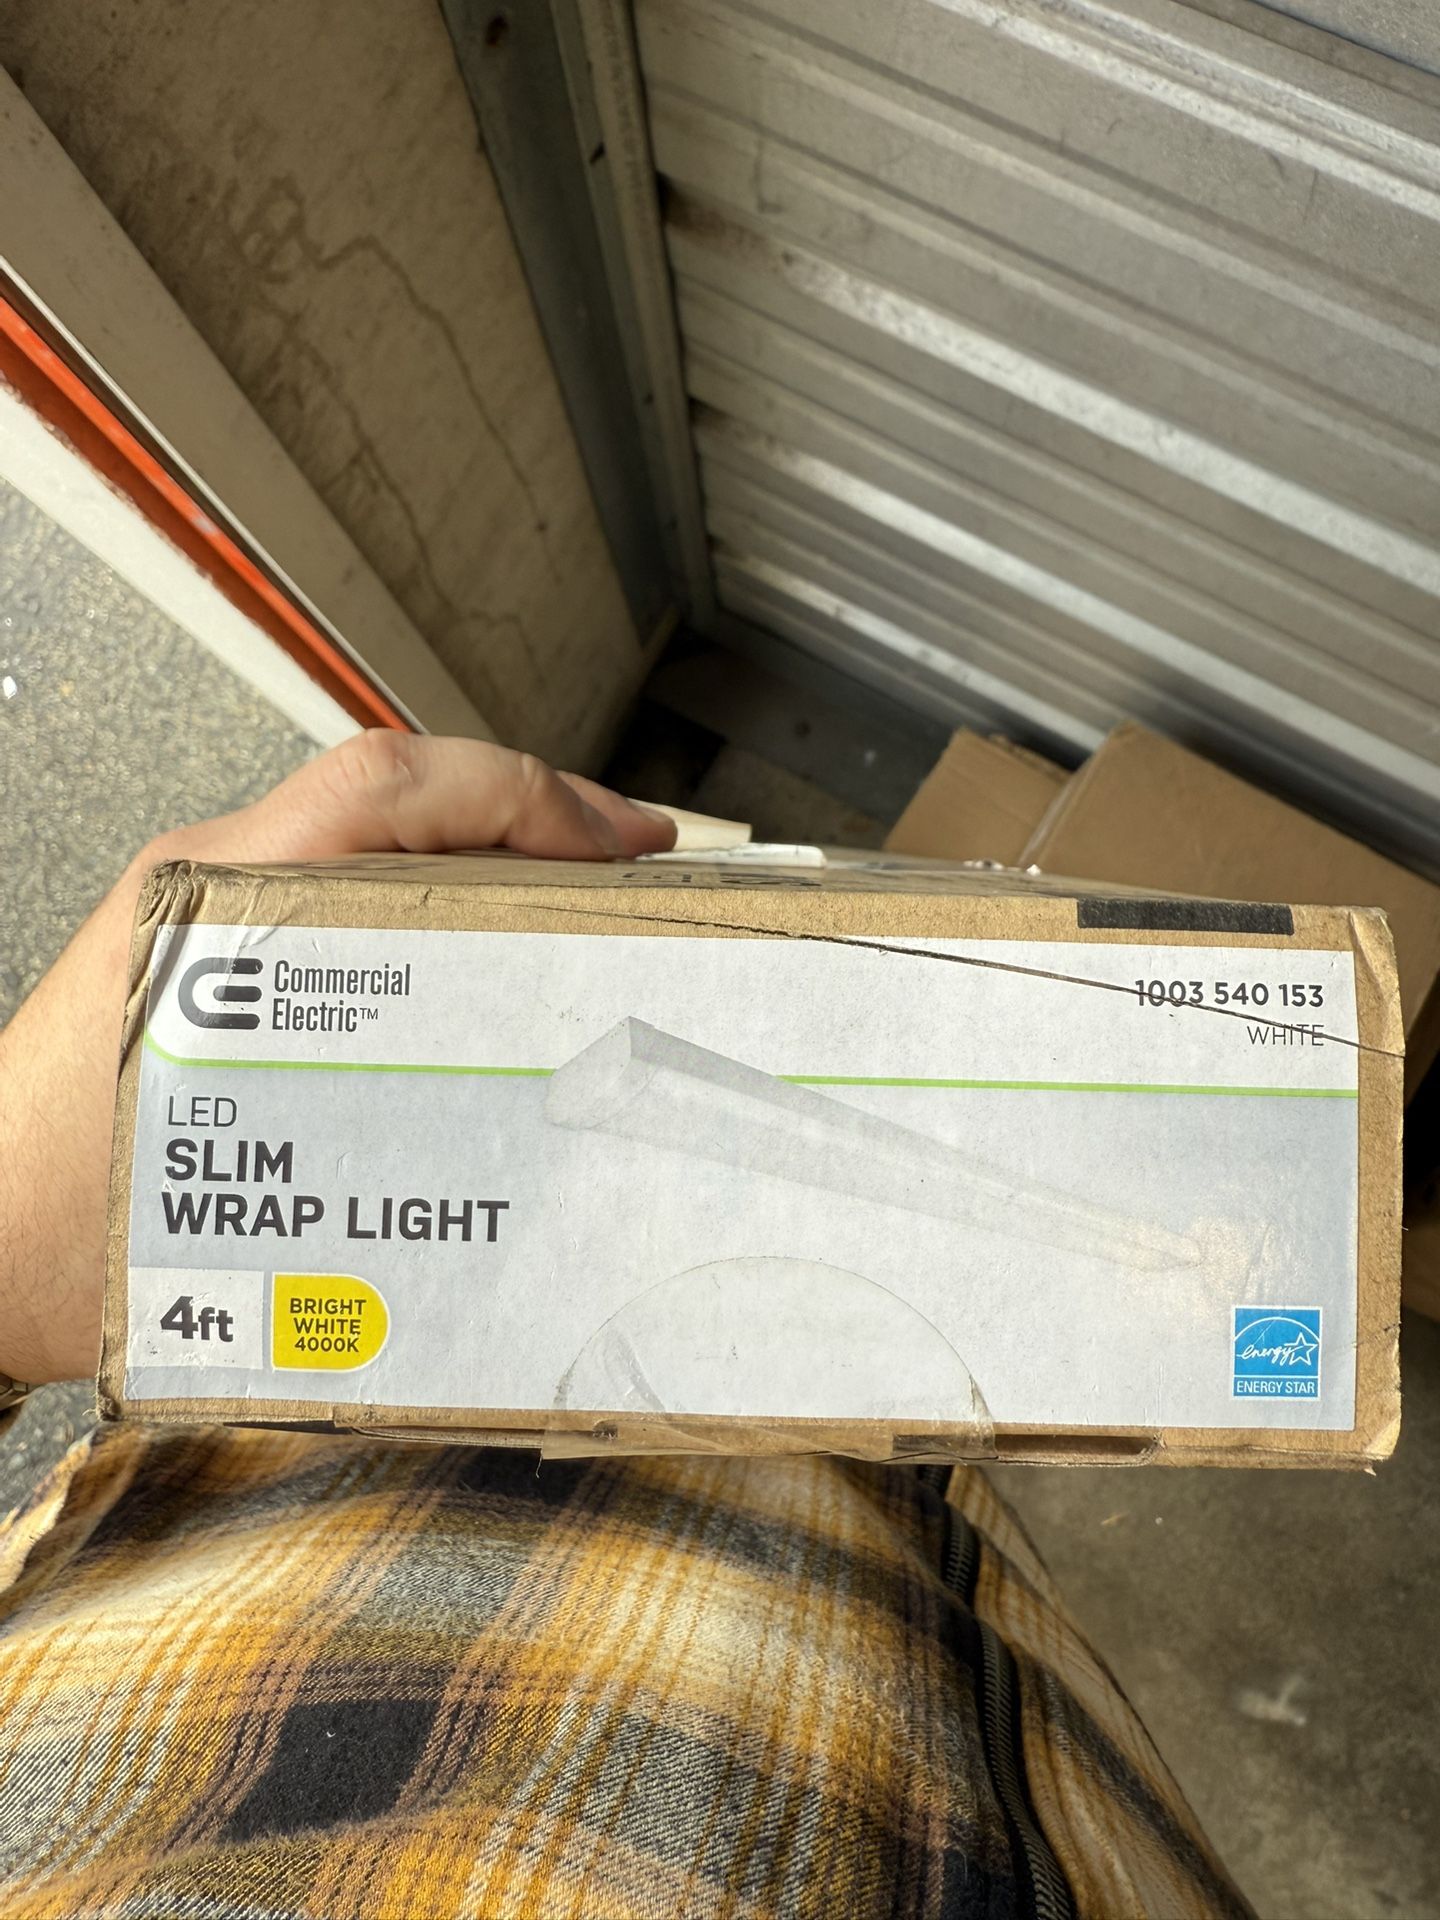 Commercial
Electric™
1003 540 153
WHITE
LED
SLIM
WRAP LIGHT
4ft
BRIGHT
WHITE
4000K
energy
ENERGY STAR